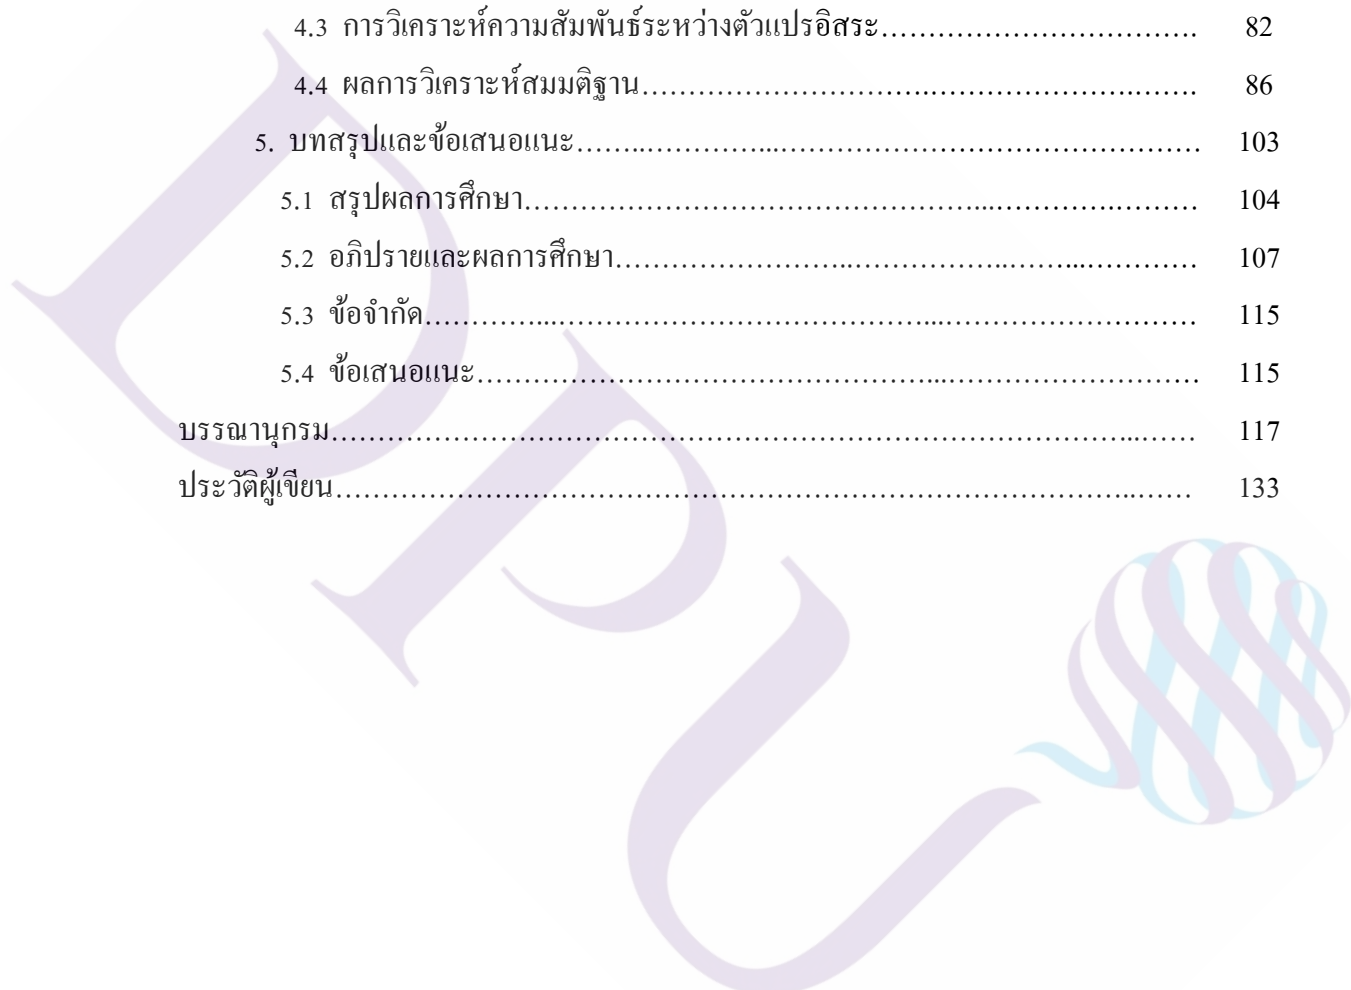 4.3 การวิเคราะห์ความสัมพันธ์ระหว่างตัวแปรอิสระ……………………………. 82
4.4 ผลการวิเคราะห์สมมติฐาน……………………………….…………………….……. 86
5. บทสรุปและข้อเสนอแนะ……..…………...……………………………………………… 103
5.1 สรุปผลการศึกษา…………………………………………………...………….……… 104
5.2 อภิปรายและผลการศึกษา………………………..………………..……...………… 107
5.3 ข้อจำกัด…………...………………………………………...………………………… 115
5.4 ข้อเสนอแนะ…………………………………………………...……………………… 115
บรรณานุกรม…………………………………………………………………………………...…… 117
ประวัติผู้เขียน…………………………………………………………………………………..…… 133
DPU